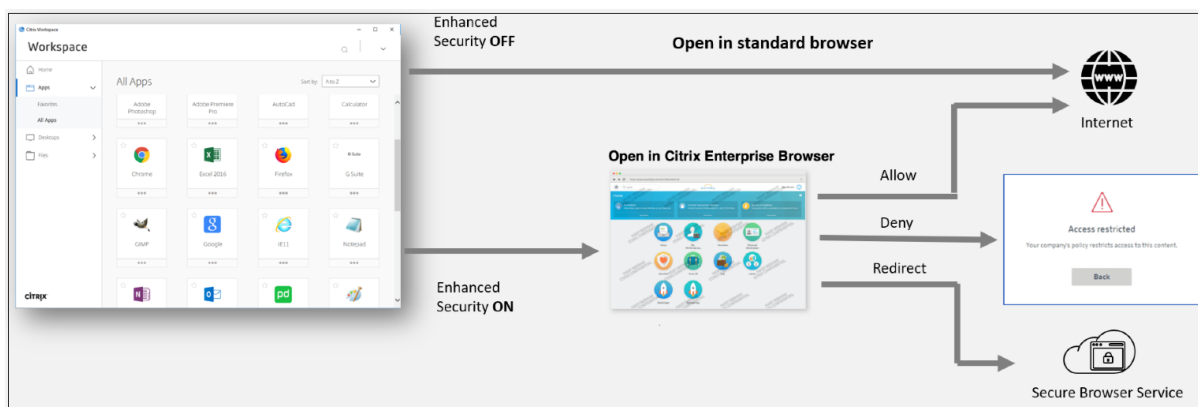 Citrix Workspace
Workspace
Home
Apps
Favorites
All Apps
Desktops
Files
citrix
All Apps
Sort by: A to Z
Adobe Photoshop
Adobe Premiere Pro
AutoCad
Calculator
Chrome
Excel 2016
Firefox
G Suite
G Suite
GIMP
Google
IE11
Notepad
Enhanced
Security OFF
Open in standard browser
WWW
Internet
Enhanced
Security ON
Open in Citrix Enterprise Browser
Allow
Deny
Redirect
Access restricted
Your company's policy restricts access to this content.
Back
Secure Browser Service